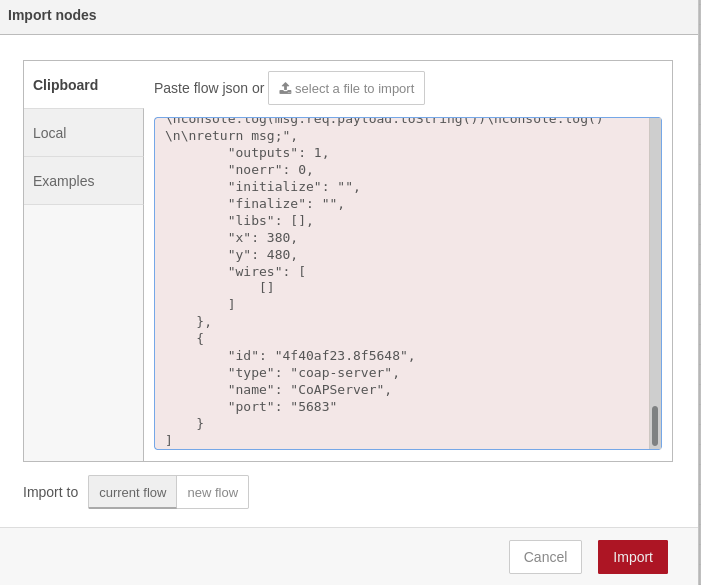 Import nodes
Clipboard
Local
Examples
Paste flow json or select a file to import
\nconsole.log(msg.req.payload.toString())\nconsole.log()
\n\nreturn msg;",
        "outputs": 1,
        "noerr": 0,
        "initialize": "",
        "finalize": "",
        "libs": [],
        "x": 380,
        "y": 480,
        "wires": [
            []
        ]
    },
    {
        "id": "4f40af23.8f5648",
        "type": "coap-server",
        "name": "CoAPServer",
        "port": "5683"
    }
]
Import to current flow new flow
Cancel Import